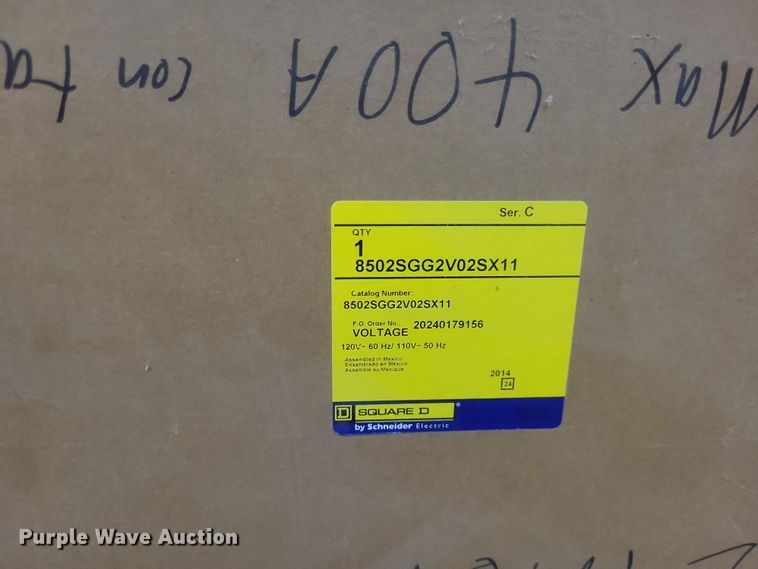 Max 400A conta
Ser. C
QTY
1
8502SGG2V02SX11
Catalog Number:
8502SGG2V02SX11
F.O. Order No.: 20240179156
VOLTAGE
120V~ 60 Hz/ 110V~ 50 Hz
Assembled in Mexico
Ensamblado en México
Assemblé au Mexique
2014
24
D SQUARE D ®
by Schneider Electric
Purple Wave Auction